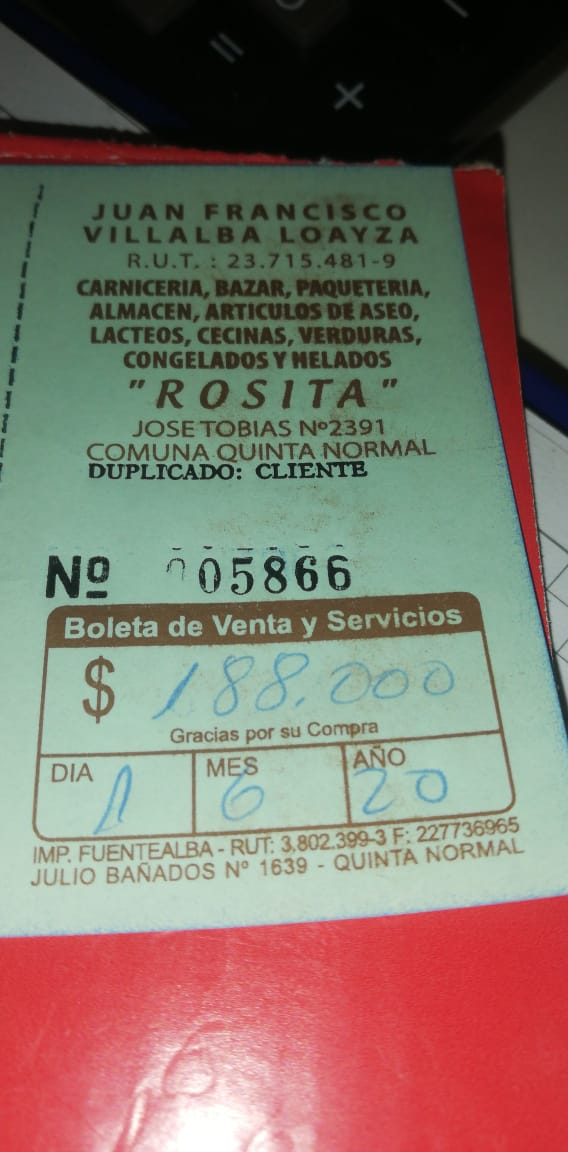 JUAN FRANCISCO
VILLALBA LOAYZA
R.U.T. : 23.715.481-9
CARNICERIA, BAZAR, PAQUETERIA,
ALMACEN, ARTICULOS DE ASEO,
LACTEOS, CECINAS, VERDURAS,
CONGELADOS Y HELADOS
"ROSITA"
JOSE TOBIAS Nº2391
COMUNA QUINTA NORMAL
DUPLICADO: CLIENTE
Nº 005866
Boleta de Venta y Servicios
$ 188.000
Gracias por su Compra
DIA MES AÑO
1 6 20
IMP. FUENTEALBA - RUT: 3,802.399-3 F: 227736965
JULIO BAÑADOS Nº 1639 - QUINTA NORMAL